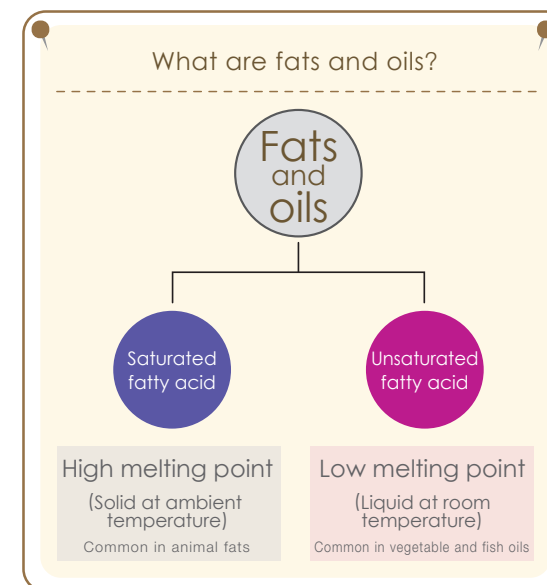 What are fats and oils?
Fats
and
oils
Saturated
fatty acid
Unsaturated
fatty acid
High melting point
(Solid at ambient
temperature)
Common in animal fats
Low melting point
(Liquid at room
temperature)
Common in vegetable and fish oils